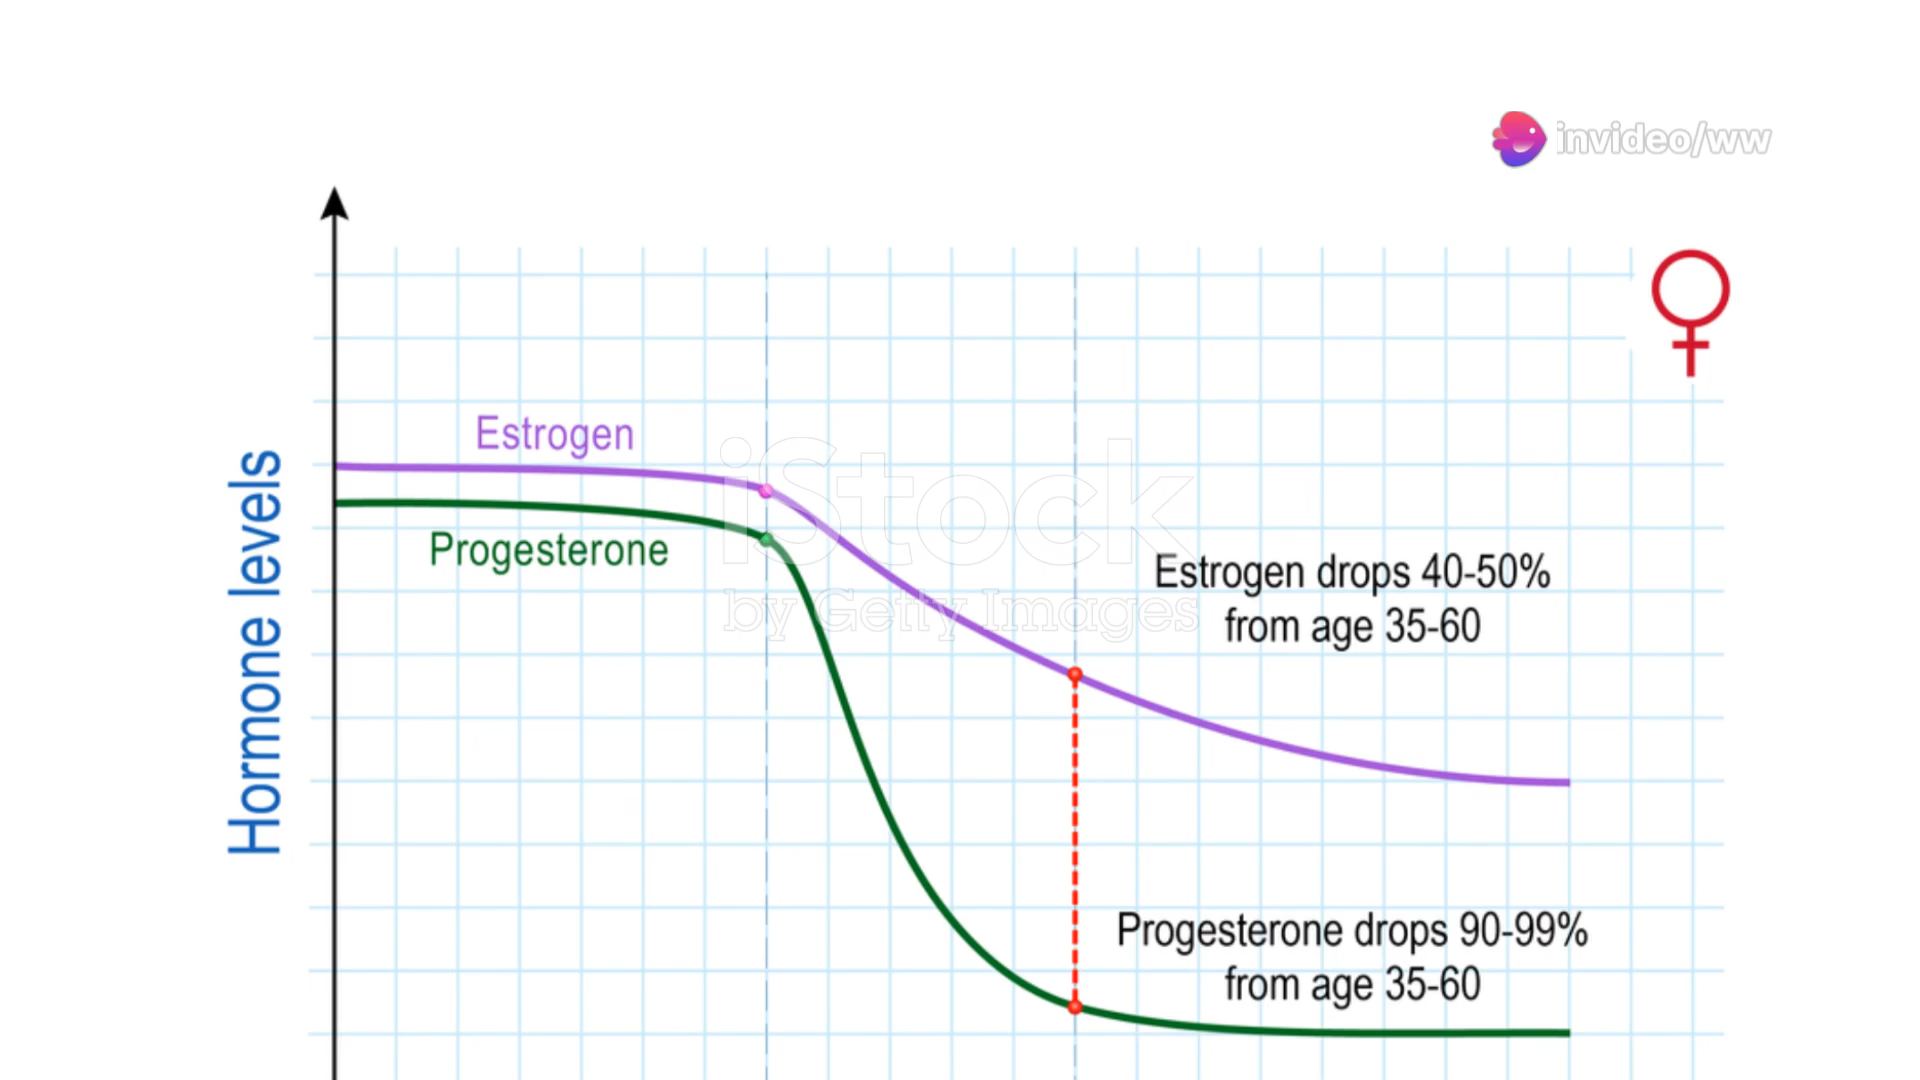 invideo/ww
Estrogen
Progesterone
Hormone levels
iStock
by Getty Images
Estrogen drops 40-50%
from age 35-60
Progesterone drops 90-99%
from age 35-60